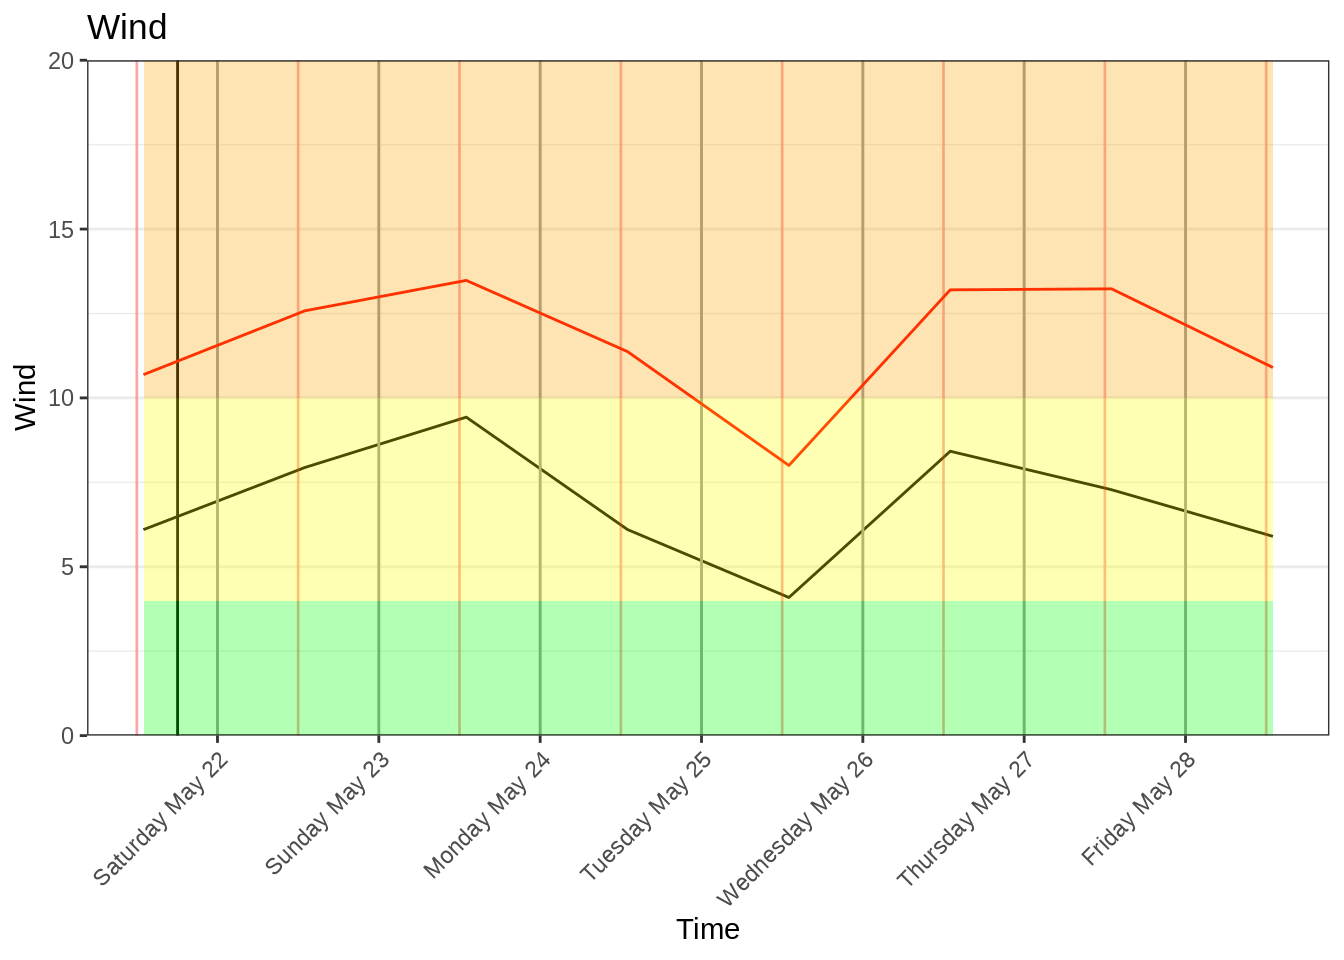 Wind
20
15
10
5
0
Wind
Saturday May 22
Sunday May 23
Monday May 24
Tuesday May 25
Wednesday May 26
Thursday May 27
Friday May 28
Time